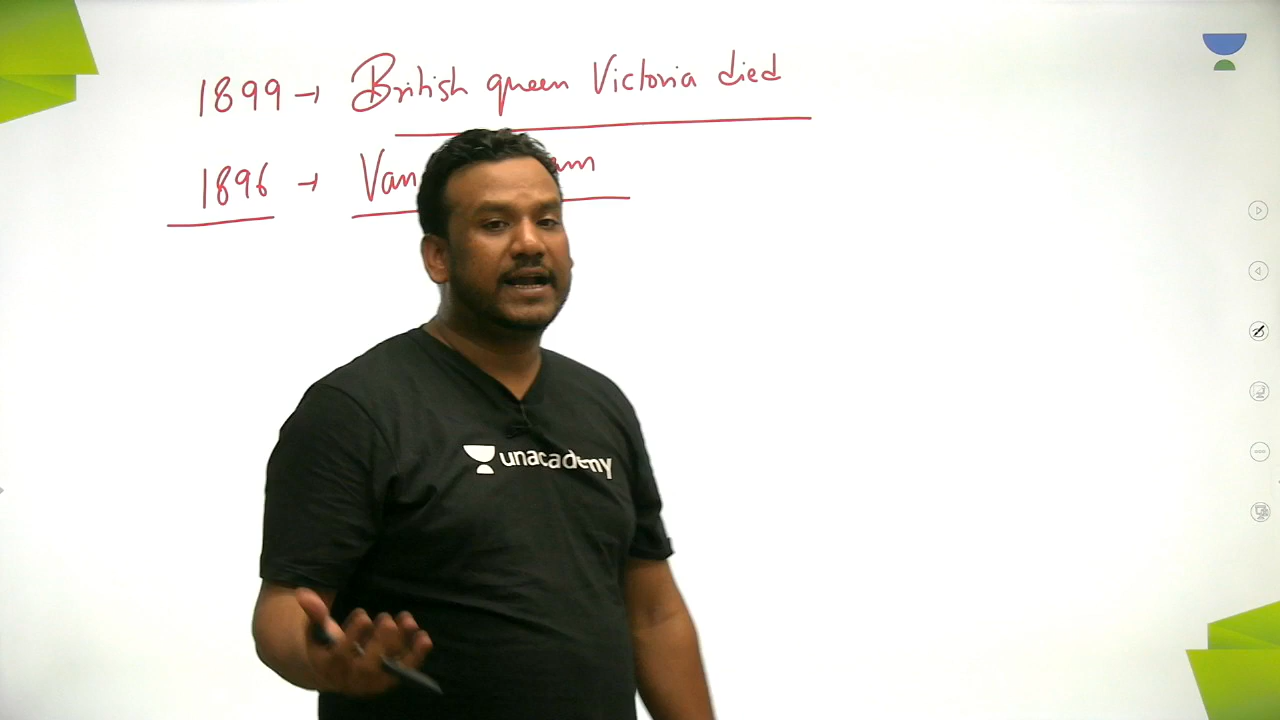 1899 → British queen Victoria died
1896 →
unacademy